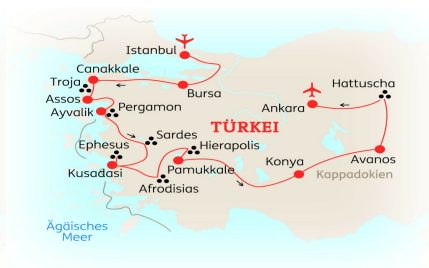 Istanbul
Canakkale
Troja
Hattuscha
Bursa
Assos
Ayvalik
Pergamon
Ankara
TÜRKEI
Sardes
Ephesus
Hierapolis
Avanos
Konya
Pamukkale
Kusadasi
Kappadokien
Afrodisias
Ägäisches
Meer